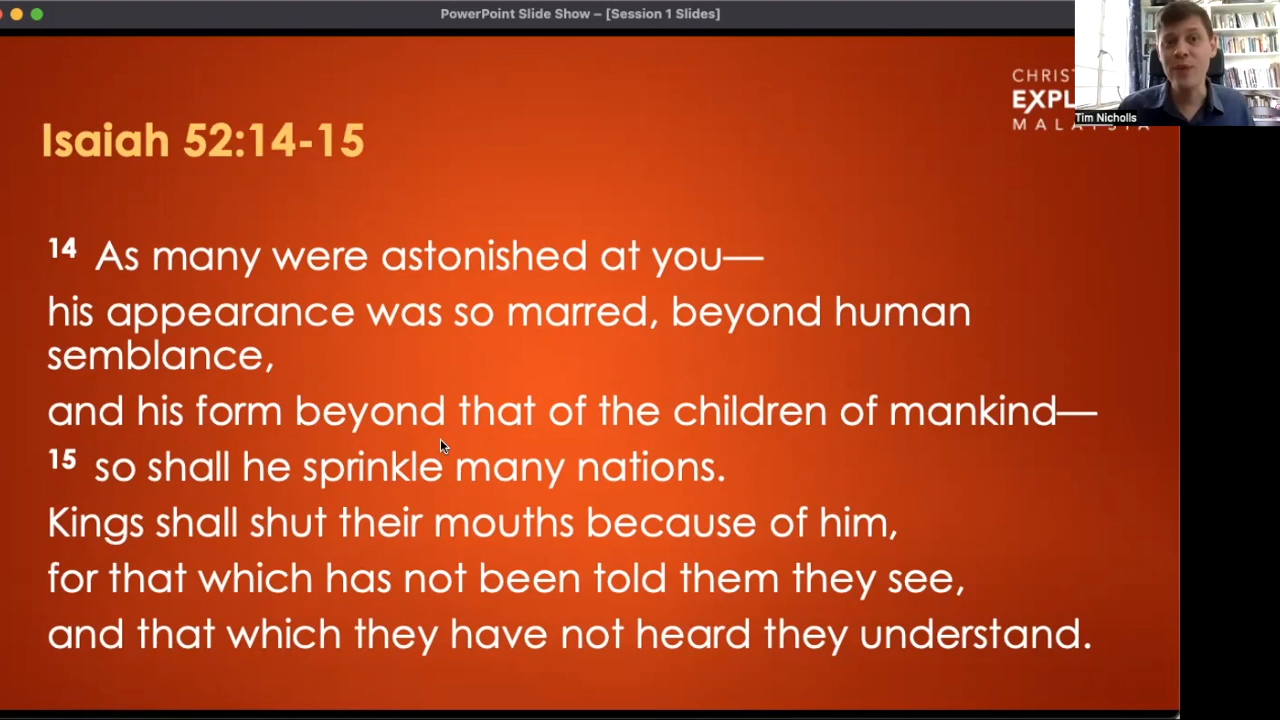 PowerPoint Slide Show – [Session 1 Slides]
CHRIST
EXPL
MALAYSIA
Tim Nicholls
Isaiah 52:14-15
14 As many were astonished at you—
his appearance was so marred, beyond human
semblance,
and his form beyond that of the children of mankind—
15 so shall he sprinkle many nations.
Kings shall shut their mouths because of him,
for that which has not been told them they see,
and that which they have not heard they understand.